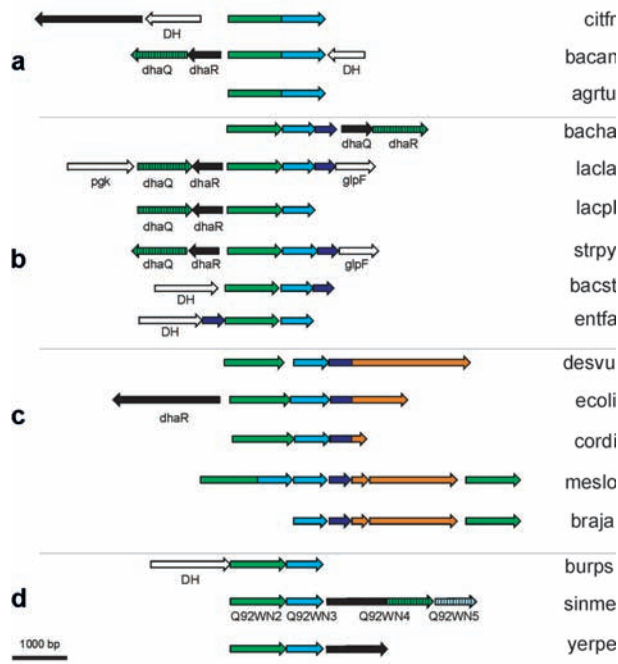 citfr
DH
a
bacan
dhaQ dhaR DH
agrtu
bacha
dhaQ dhaR
lacla
pgk dhaQ dhaR glpF
lacpl
dhaQ dhaR
b
strpy
dhaQ dhaR glpF
bacst
DH
entfa
DH
desvu
c
ecoli
dhaR
cordi
meslo
braja
burps
DH
d
sinme
Q92WN2 Q92WN3 Q92WN4 Q92WN5
1000 bp
yerpe